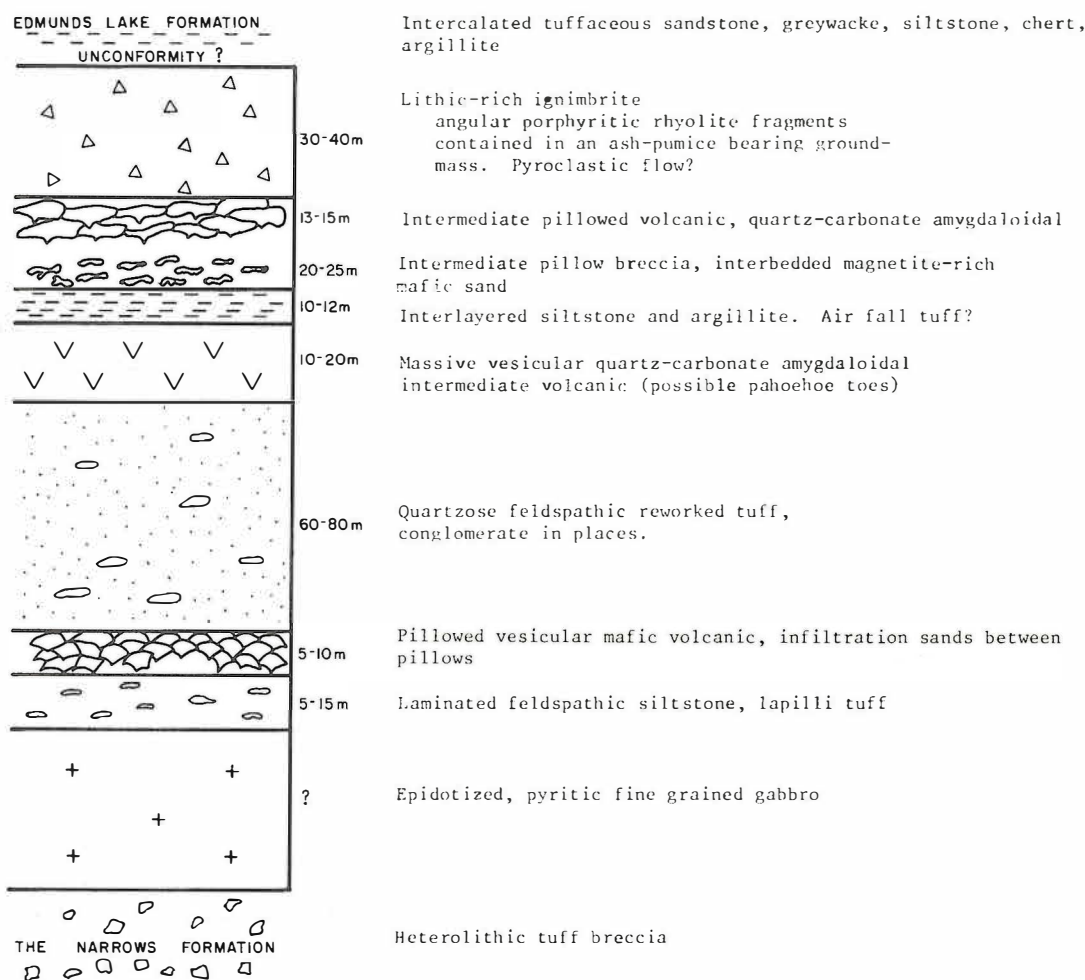 EDMUNDS LAKE FORMATION
UNCONFORMITY ?
Intercalated tuffaceous sandstone, greywacke, siltstone, chert,
argillite
30-40m
Lithic-rich ignimbrite
angular porphyritic rhyolite fragments
contained in an ash-pumice bearing ground-
mass. Pyroclastic flow?
13-15m
Intermediate pillowed volcanic, quartz-carbonate amygdaloidal
20-25m
Intermediate pillow breccia, interbedded magnetite-rich
mafic sand
10-12m
Interlayered siltstone and argillite. Air fall tuff?
10-20m
Massive vesicular quartz-carbonate amygdaloidal
intermediate volcanic (possible pahoehoe toes)
60-80m
Quartzose feldspathic reworked tuff,
conglomerate in places.
5-10m
Pillowed vesicular mafic volcanic, infiltration sands between
pillows
5-15m
Laminated feldspathic siltstone, lapilli tuff
?
Epidotized, pyritic fine grained gabbro
THE NARROWS FORMATION
Heterolithic tuff breccia